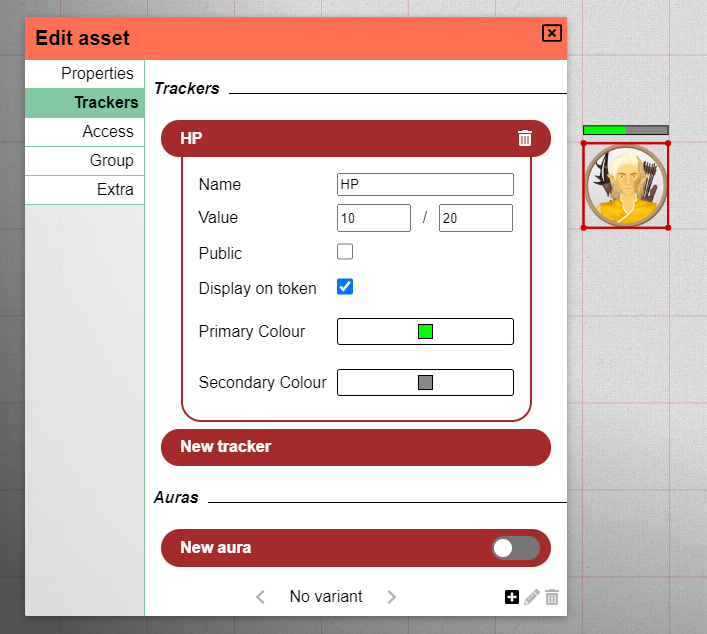 Edit asset
Properties
Trackers
Access
Group
Extra
Trackers
HP
Name HP
Value 10 / 20
Public
Display on token
Primary Colour
Secondary Colour
New tracker
Auras
New aura
No variant